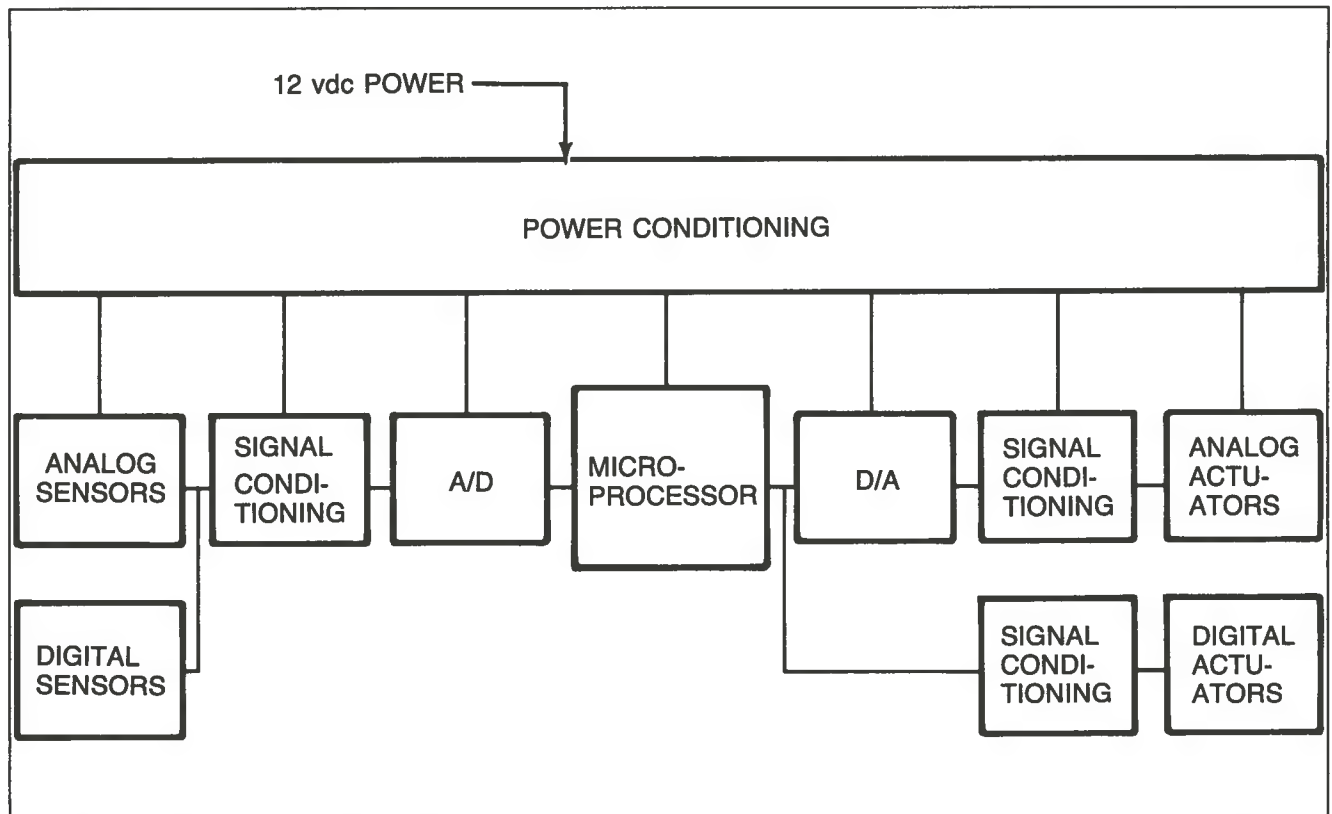 12 vdc POWER
POWER CONDITIONING
ANALOG
SENSORS
SIGNAL
CONDI-
TIONING
A/D
MICRO-
PROCESSOR
D/A
SIGNAL
CONDI-
TIONING
ANALOG
ACTU-
ATORS
DIGITAL
SENSORS
SIGNAL
CONDI-
TIONING
DIGITAL
ACTU-
ATORS